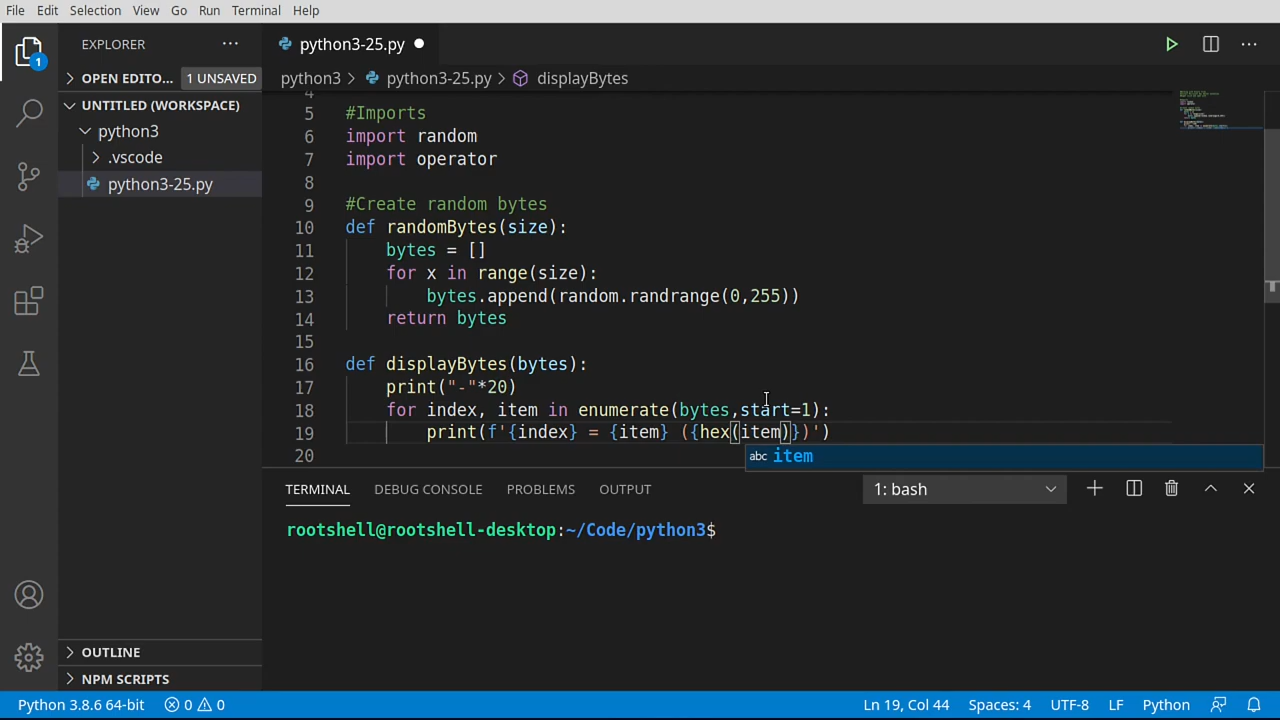 File Edit Selection View Go Run Terminal Help
EXPLORER ···
python3-25.py
1
OPEN EDITO... 1 UNSAVED
python3 > python3-25.py > displayBytes
UNTITLED (WORKSPACE)
python3
.vscode
python3-25.py
4
5 #Imports
6 import random
7 import operator
8
9 #Create random bytes
10 def randomBytes(size):
11 bytes = []
12 for x in range(size):
13 bytes.append(random.randrange(0,255))
14 return bytes
15
16 def displayBytes(bytes):
17 print("-"*20)
18 for index, item in enumerate(bytes,start=1):
19 print(f'{index} = {item} ({hex(item)})')
20
abc item
TERMINAL DEBUG CONSOLE PROBLEMS OUTPUT 1: bash
rootshell@rootshell-desktop:~/Code/python3$
OUTLINE
NPM SCRIPTS
Python 3.8.6 64-bit 0 0 Ln 19, Col 44 Spaces: 4 UTF-8 LF Python